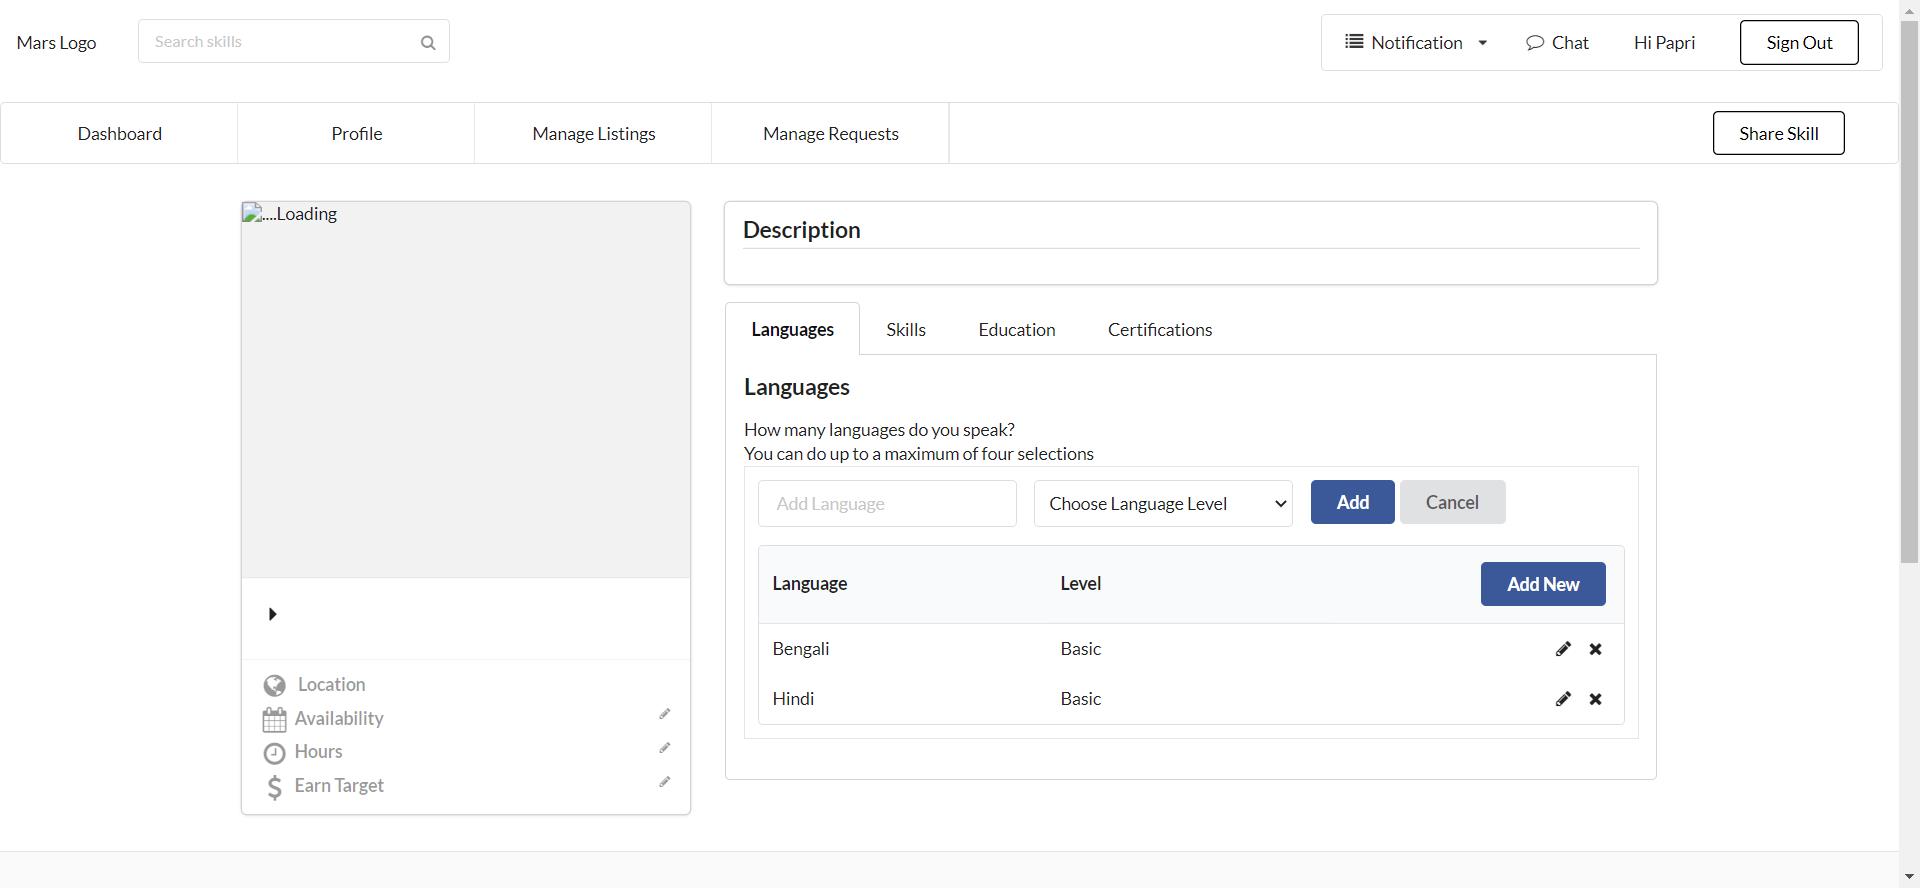 Mars Logo
Search skills
Notification
Chat
Hi Papri
Sign Out
Dashboard
Profile
Manage Listings
Manage Requests
Share Skill
....Loading
Location
Availability
Hours
Earn Target
Description
Languages
Skills
Education
Certifications
Languages
How many languages do you speak?
You can do up to a maximum of four selections
Add Language
Choose Language Level
Add
Cancel
Language
Level
Add New
Bengali
Basic
Hindi
Basic